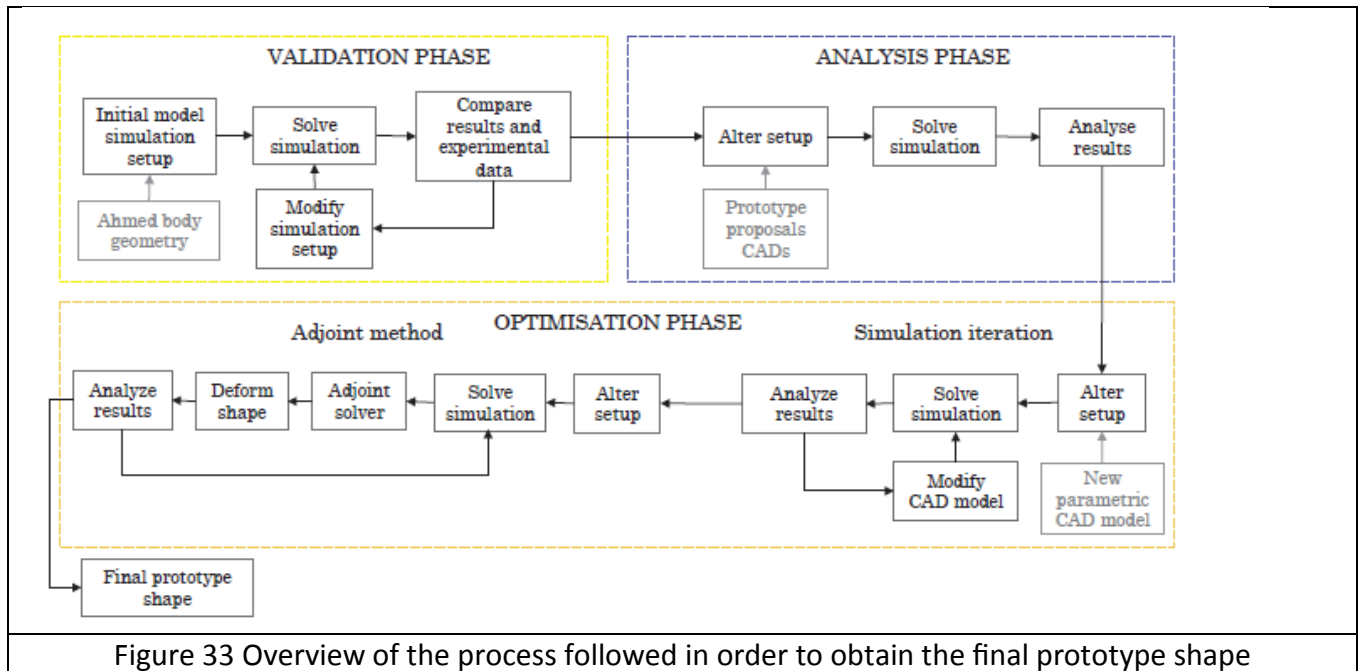 VALIDATION PHASE
Initial model
simulation
setup
Solve
simulation
Compare
results and
experimental
data
Ahmed body
geometry
Modify
simulation
setup
ANALYSIS PHASE
Alter setup
Solve
simulation
Analyse
results
Prototype
proposals
CADs
OPTIMISATION PHASE
Adjoint method
Simulation iteration
Analyze
results
Deform
shape
Adjoint
solver
Solve
simulation
Alter
setup
Analyze
results
Solve
simulation
Alter
setup
Modify
CAD model
New
parametric
CAD model
Final prototype
shape
Figure 33 Overview of the process followed in order to obtain the final prototype shape